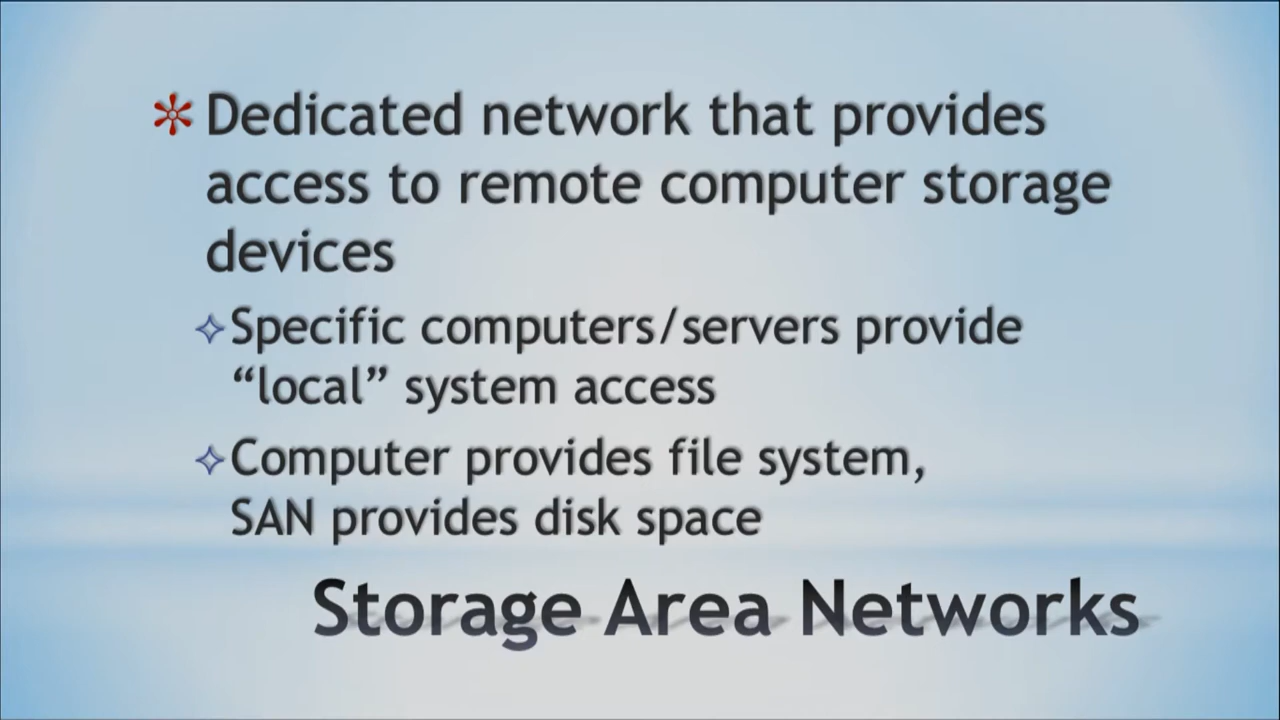 Dedicated network that provides
access to remote computer storage
devices
Specific computers/servers provide
“local” system access
Computer provides file system,
SAN provides disk space
Storage Area Networks